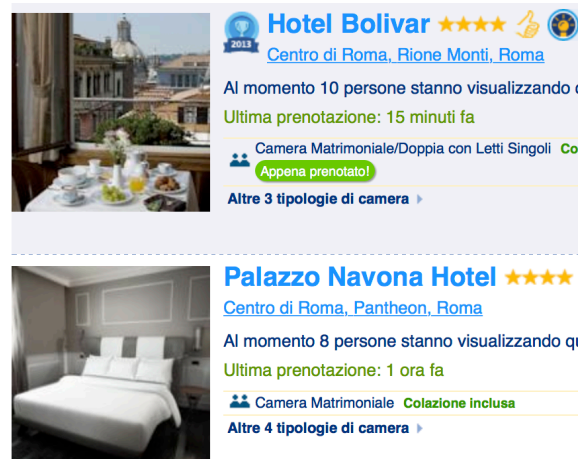 2013
Hotel Bolivar
Centro di Roma, Rione Monti, Roma
Al momento 10 persone stanno visualizzando
Ultima prenotazione: 15 minuti fa
Camera Matrimoniale/Doppia con Letti Singoli Co
Appena prenotato!
Altre 3 tipologie di camera
Palazzo Navona Hotel
Centro di Roma, Pantheon, Roma
Al momento 8 persone stanno visualizzando qu
Ultima prenotazione: 1 ora fa
Camera Matrimoniale Colazione inclusa
Altre 4 tipologie di camera